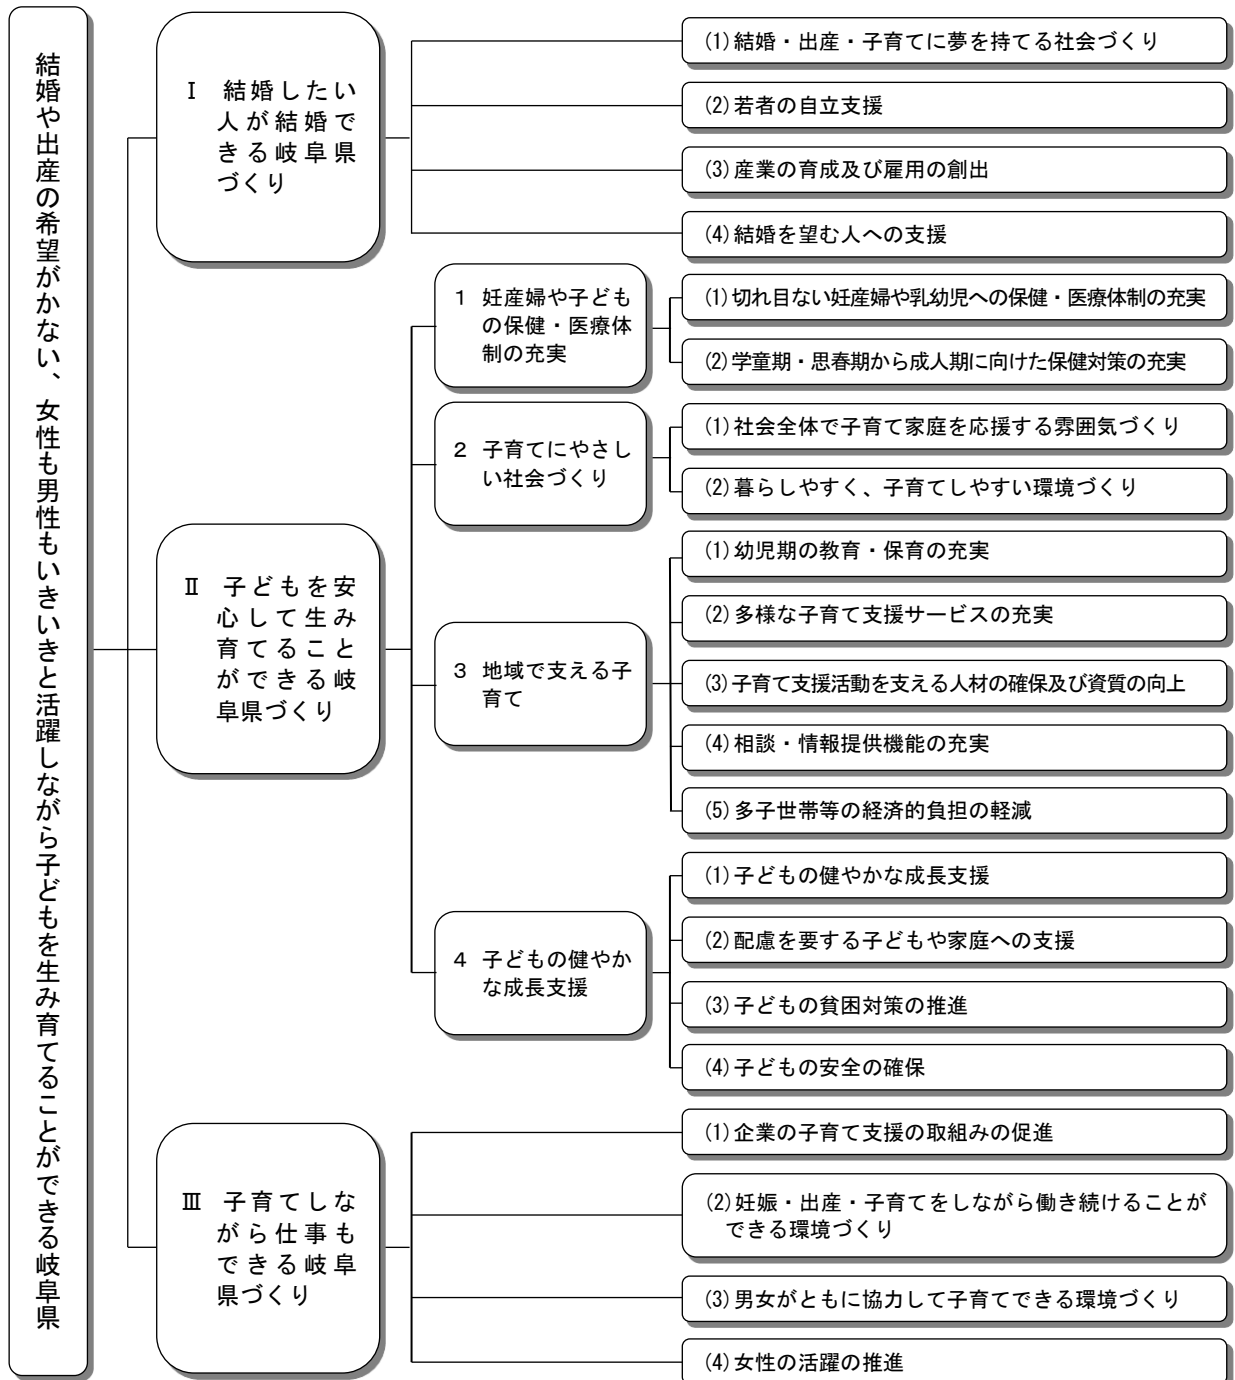 結婚や出産の希望がかない、女性も男性もいきいきと活躍しながら子どもを生み育てることができる岐阜県
Ⅰ 結婚したい
人が結婚で
きる岐阜県
づくり
(1)結婚・出産・子育てに夢を持てる社会づくり
(2)若者の自立支援
(3)産業の育成及び雇用の創出
(4)結婚を望む人への支援
Ⅱ 子どもを安
心して生み
育てること
ができる岐
阜県づくり
1 妊産婦や子ども
の保健・医療体
制の充実
(1)切れ目ない妊産婦や乳幼児への保健・医療体制の充実
(2)学童期・思春期から成人期に向けた保健対策の充実
2 子育てにやさし
い社会づくり
(1)社会全体で子育て家庭を応援する雰囲気づくり
(2)暮らしやすく、子育てしやすい環境づくり
3 地域で支える子
育て
(1)幼児期の教育・保育の充実
(2)多様な子育て支援サービスの充実
(3)子育て支援活動を支える人材の確保及び資質の向上
(4)相談・情報提供機能の充実
(5)多子世帯等の経済的負担の軽減
4 子どもの健やか
な成長支援
(1)子どもの健やかな成長支援
(2)配慮を要する子どもや家庭への支援
(3)子どもの貧困対策の推進
(4)子どもの安全の確保
Ⅲ 子育てしな
がら仕事も
できる岐阜
県づくり
(1)企業の子育て支援の取組みの促進
(2)妊娠・出産・子育てをしながら働き続けることが
できる環境づくり
(3)男女がともに協力して子育てできる環境づくり
(4)女性の活躍の推進